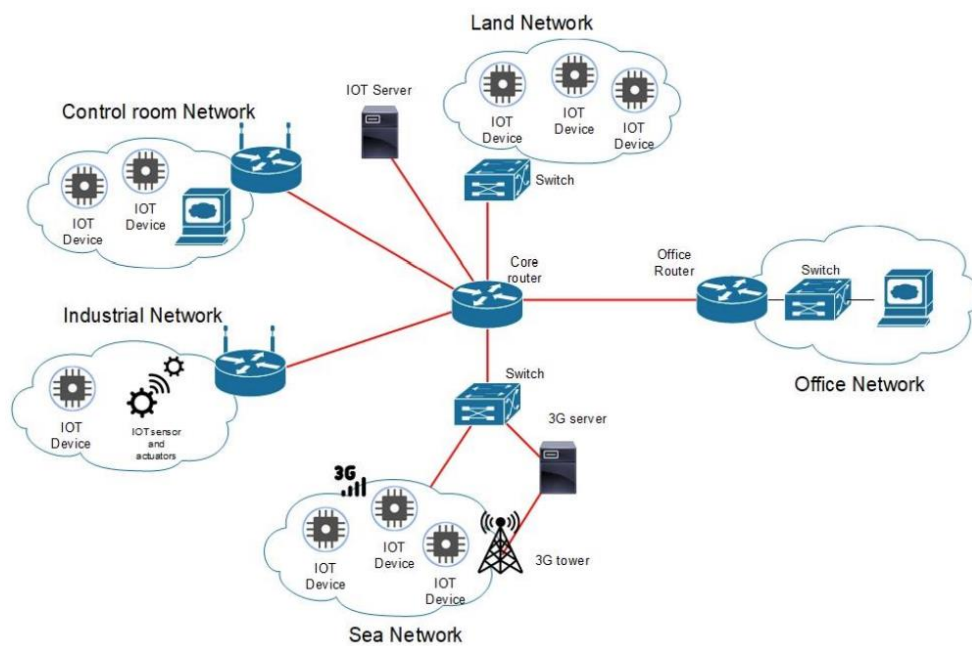 Land Network
IOT
Device
IOT
Device
IOT
Device
Switch
IOT Server
Control room Network
IOT
Device
IOT
Device
Core
router
Office
Router
Switch
Office Network
Industrial Network
IOT
Device
IOT sensor
and
actuators
Switch
3G server
3G
IOT
Device
IOT
Device
IOT
Device
3G tower
Sea Network